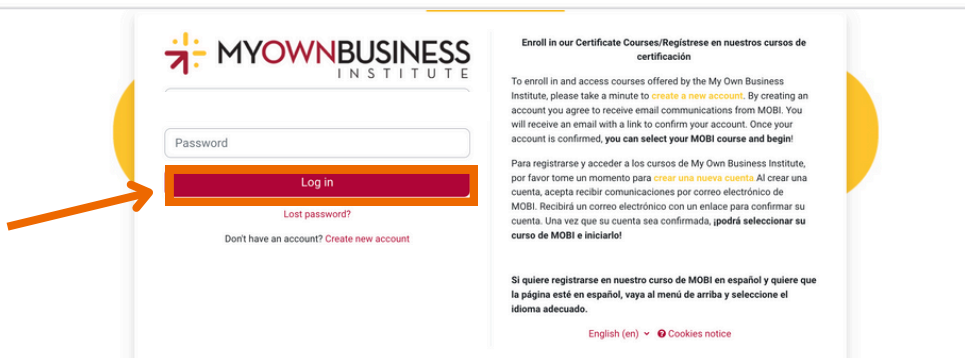 MYOWNBUSINESS
INSTITUTE
Password
Log in
Lost password?
Don't have an account? Create new account
Enroll in our Certificate Courses/Regístrese en nuestros cursos de
certificación
To enroll in and access courses offered by the My Own Business
Institute, please take a minute to create a new account. By creating an
account you agree to receive email communications from MOBI. You
will receive an email with a link to confirm your account. Once your
account is confirmed, you can select your MOBI course and begin!
Para registrarse y acceder a los cursos de My Own Business Institute,
por favor tome un momento para crear una nueva cuenta Al crear una
cuenta, acepta recibir comunicaciones por correo electrónico de
MOBI. Recibirá un correo electrónico con un enlace para confirmar su
cuenta. Una vez que su cuenta sea confirmada, ¡podrá seleccionar su
curso de MOBI e iniciarlo!
Si quiere registrarse en nuestro curso de MOBI en español y quiere que
la página esté en español, vaya al menú de arriba y seleccione el
idioma adecuado.
English (en) Cookies notice